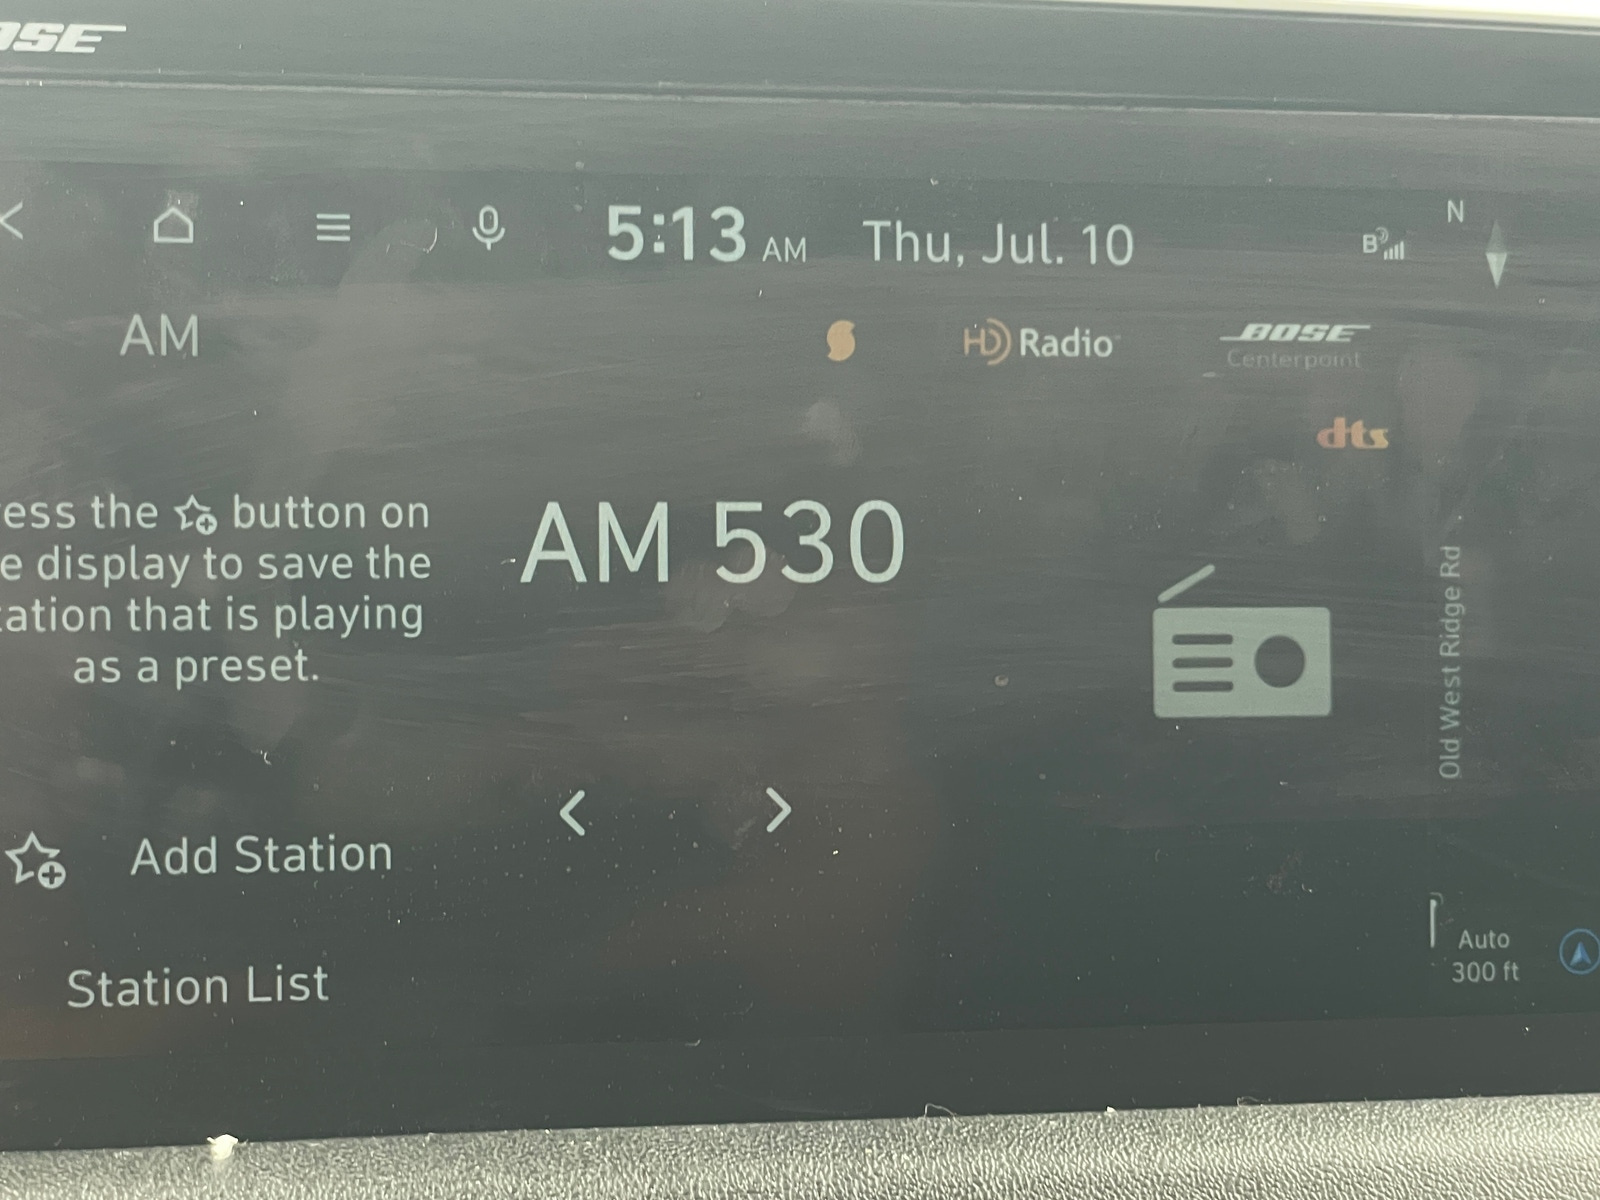 5:13 AM Thu, Jul. 10
N
AM
HD Radio
BOSE
Centerpoint
dts
ess the button on
e display to save the
ation that is playing
as a preset.
AM 530
Old West Ridge Rd
Add Station
Station List
Auto
300 ft